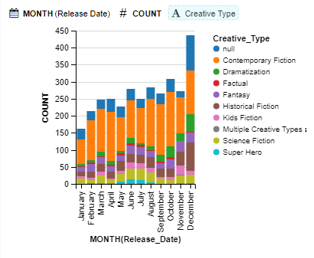 MONTH (Release Date) # COUNT A Creative Type
450
400
350
300
250
200
150
100
50
0
COUNT
January
February
March
April
May
June
July
August
September
October
November
December
MONTH(Release_Date)
Creative_Type
null
Contemporary Fiction
Dramatization
Factual
Fantasy
Historical Fiction
Kids Fiction
Multiple Creative Types
Science Fiction
Super Hero